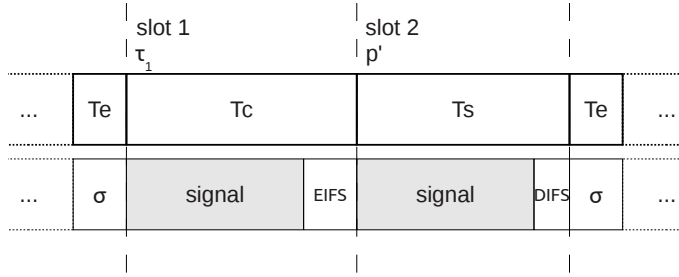 slot 1 slot 2
τ1 p'
... Te Tc Ts Te ...
... σ signal EIFS signal DIFS σ ...